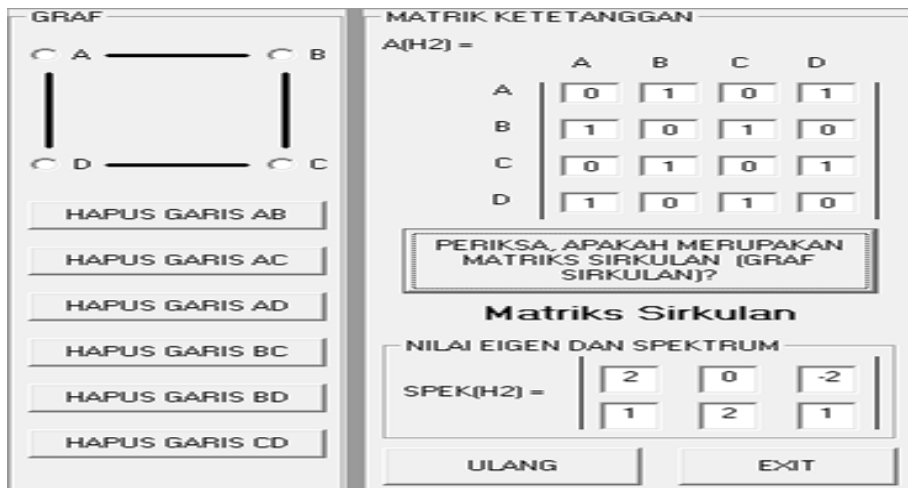 GRAF
A B
D C
HAPUS GARIS AB
HAPUS GARIS AC
HAPUS GARIS AD
HAPUS GARIS BC
HAPUS GARIS BD
HAPUS GARIS CD
MATRIK KETETANGGAN
A(H2) =
A B C D
A 0 1 0 1
B 1 0 1 0
C 0 1 0 1
D 1 0 1 0
PERIKSA, APAKAH MERUPAKAN
MATRIKS SIRKULAN (GRAF
SIRKULAN)?
Matriks Sirkulan
NILAI EIGEN DAN SPEKTRUM
SPEK(H2) =
2 0 -2
1 2 1
ULANG EXIT